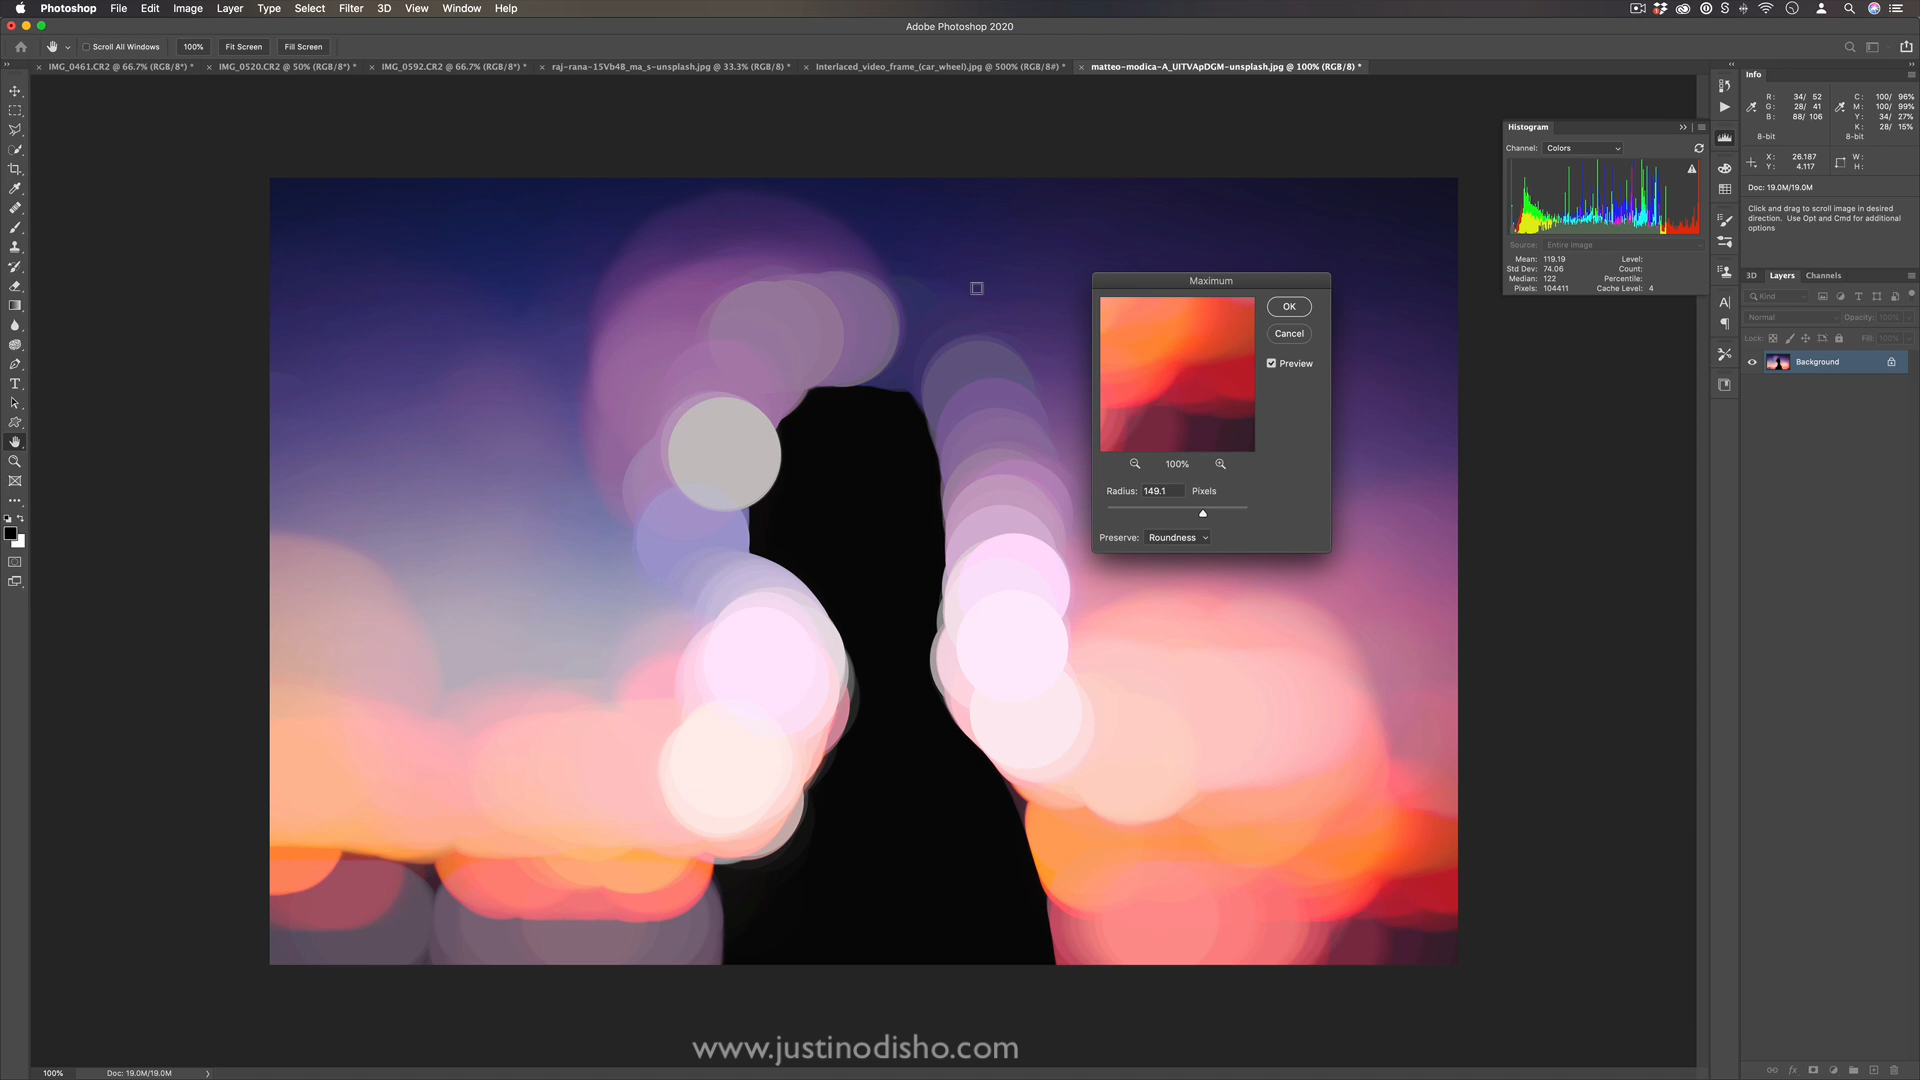 Photoshop File Edit Image Layer Type Select Filter 3D View Window Help
Adobe Photoshop 2020
Scroll All Windows 100% Fit Screen Fill Screen
IMG_0461.CR2 @ 66.7% (RGB/8*) * IMG_0520.CR2 @ 50% (RGB/8*) * IMG_0592.CR2 @ 66.7% (RGB/8*) * raj-rana-15Vb4B_ma_s-unsplash.jpg @ 33.3% (RGB/8) * Interlaced_video_frame_(car_wheel).jpg @ 500% (RGB/8#) * matteo-modica-A_UITVApDGM-unsplash.jpg @ 100% (RGB/8) *
Info
R: 34/ 52 C: 100/ 96%
G: 28/ 41 M: 100/ 99%
B: 88/ 106 Y: 34/ 27%
K: 28/ 15%
8-bit 8-bit
X: 26.187 W:
Y: 4.117 H:
Doc: 19.0M/19.0M
Click and drag to scroll image in desired
direction. Use Opt and Cmd for additional
options
Histogram
Channel: Colors
Source: Entire Image
Mean: 119.19 Level:
Std Dev: 74.06 Count:
Median: 122 Percentile:
Pixels: 104411 Cache Level: 4
3D Layers Channels
Kind
Normal Opacity: 100%
Lock: Fill: 100%
Background
Maximum
OK
Cancel
Preview
100%
Radius: 149.1 Pixels
Preserve: Roundness
www.justinodisho.com
100% Doc: 19.0M/19.0M